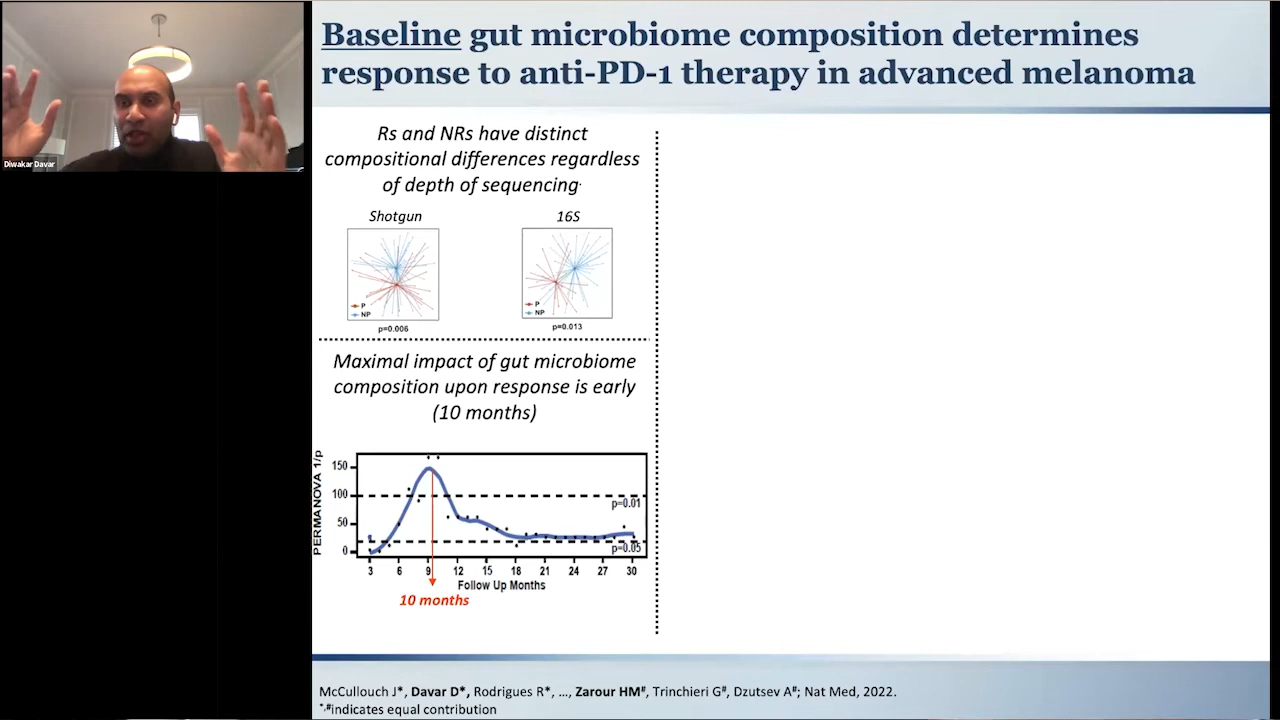 Baseline gut microbiome composition determines
response to anti-PD-1 therapy in advanced melanoma
Diwakar Davar
Rs and NRs have distinct
compositional differences regardless
of depth of sequencing.
Shotgun
16S
P
NP
P
NP
p=0.006
p=0.013
Maximal impact of gut microbiome
composition upon response is early
(10 months)
PERMANOVA 1/p
150
100
50
0
p=0.01
p=0.05
3 6 9 12 15 18 21 24 27 30
Follow Up Months
10 months
McCullouch J*, Davar D*, Rodrigues R*, ..., Zarour HM#, Trinchieri G#, Dzutsev A#; Nat Med, 2022.
*,#indicates equal contribution